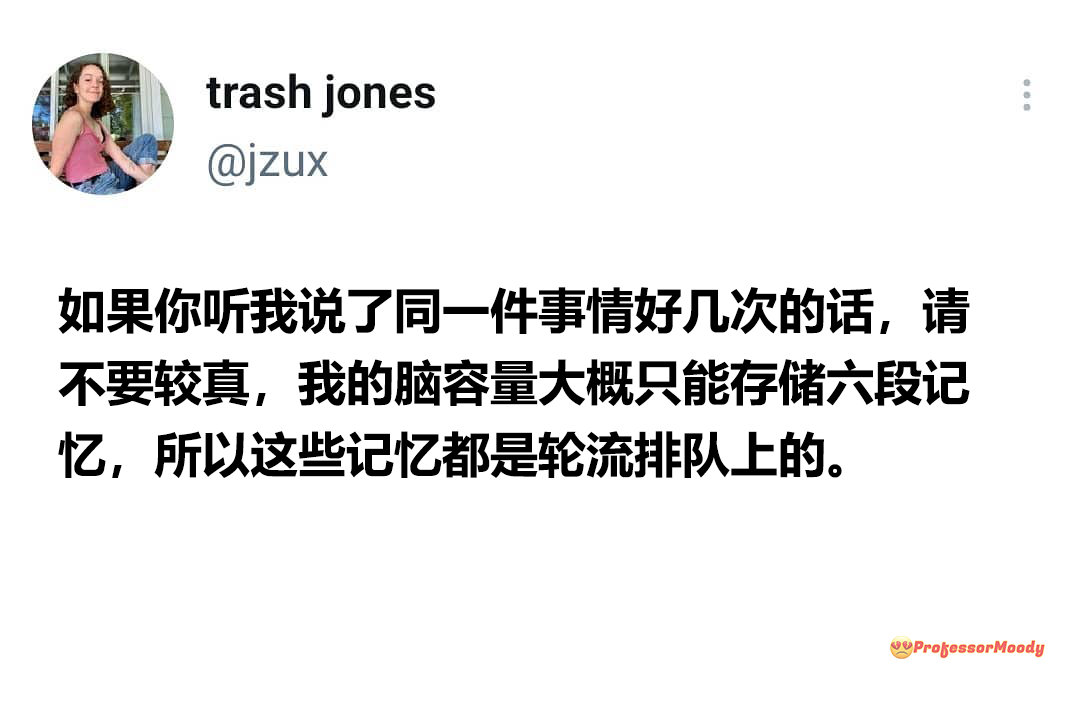 trash jones
@jzux
如果你听我说了同一件事情好几次的话，请
不要较真，我的脑容量大概只能存储六段记
忆，所以这些记忆都是轮流排队上的。
ProfessorMoody